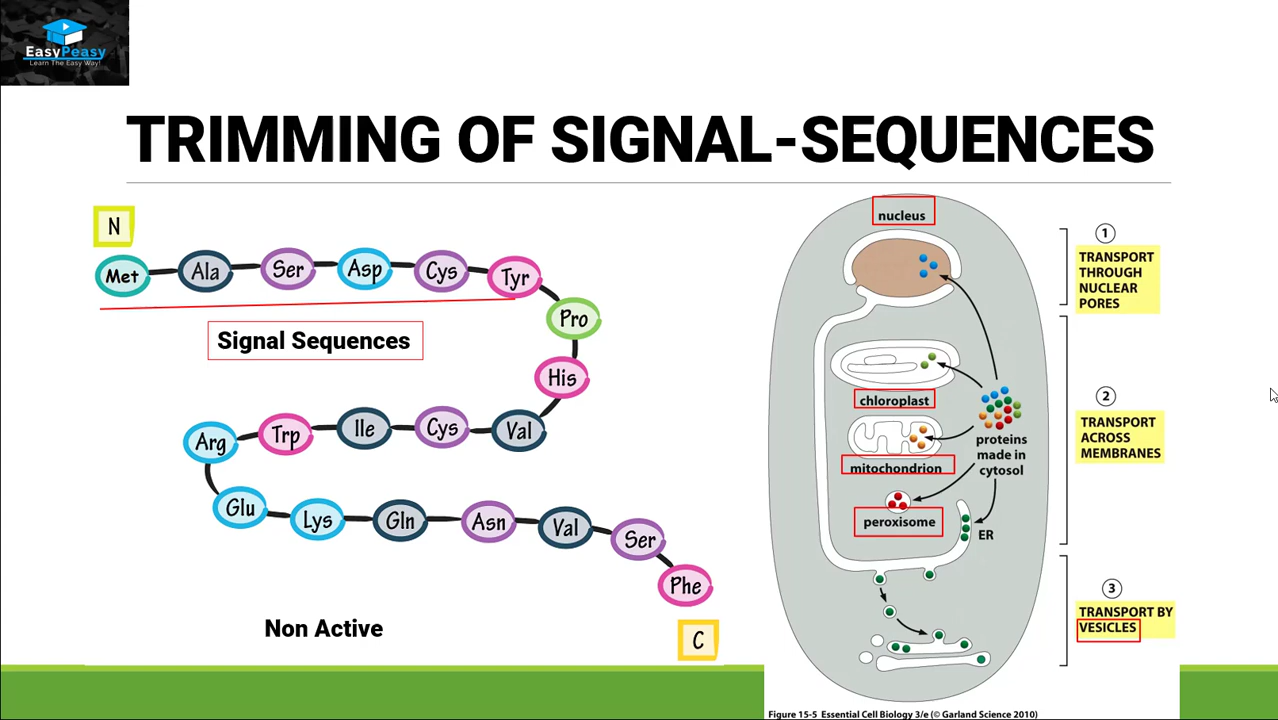 EasyPeasy
Learn The Easy Way!
TRIMMING OF SIGNAL-SEQUENCES
N
Met Ala Ser Asp Cys Tyr
Pro
His
Signal Sequences
Arg Trp Ile Cys Val
Glu Lys Gln Asn Val Ser
Phe
Non Active
C
nucleus
chloroplast
mitochondrion
peroxisome
proteins
made in
cytosol
ER
1
TRANSPORT
THROUGH
NUCLEAR
PORES
2
TRANSPORT
ACROSS
MEMBRANES
3
TRANSPORT BY
VESICLES
Figure 15-5 Essential Cell Biology 3/e (© Garland Science 2010)